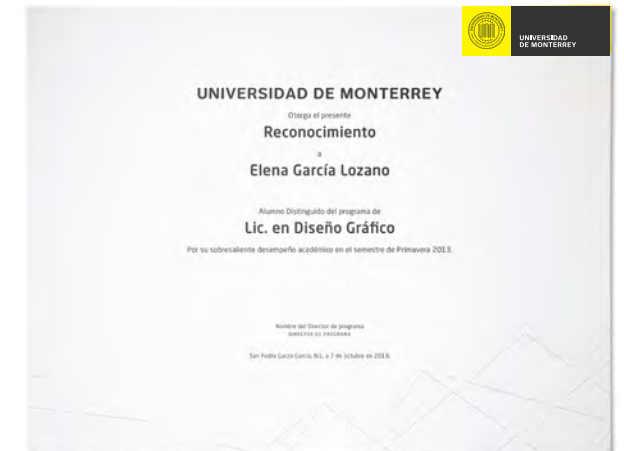 UNIVERSIDAD
DE MONTERREY
UNIVERSIDAD DE MONTERREY
Otorga el presente
Reconocimiento
a
Elena García Lozano
Alumno Distinguido del programa de
Lic. en Diseño Gráfico
Por su sobresaliente desempeño académico en el semestre de Primavera 2013.
Nombre del Director de programa
DIRECTOR DE PROGRAMA
San Pedro Garza García, N.L. a 7 de octubre de 2013.